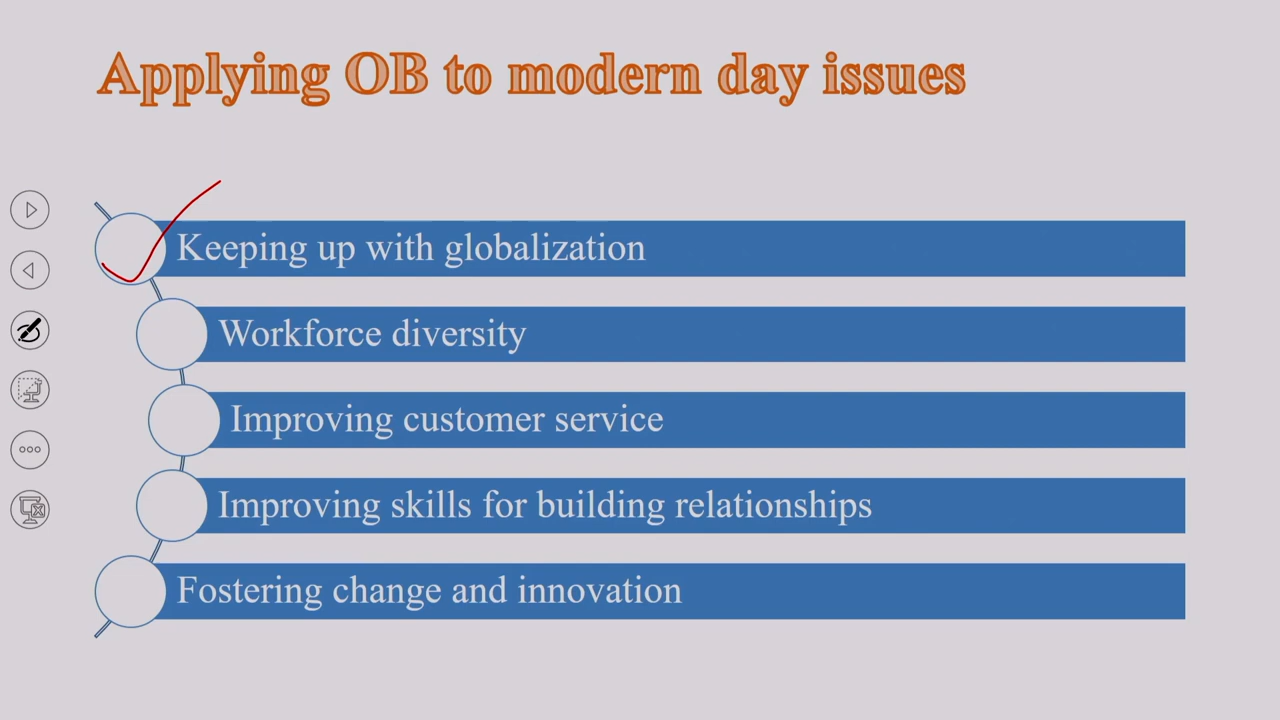 Applying OB to modern day issues
Keeping up with globalization
Workforce diversity
Improving customer service
Improving skills for building relationships
Fostering change and innovation